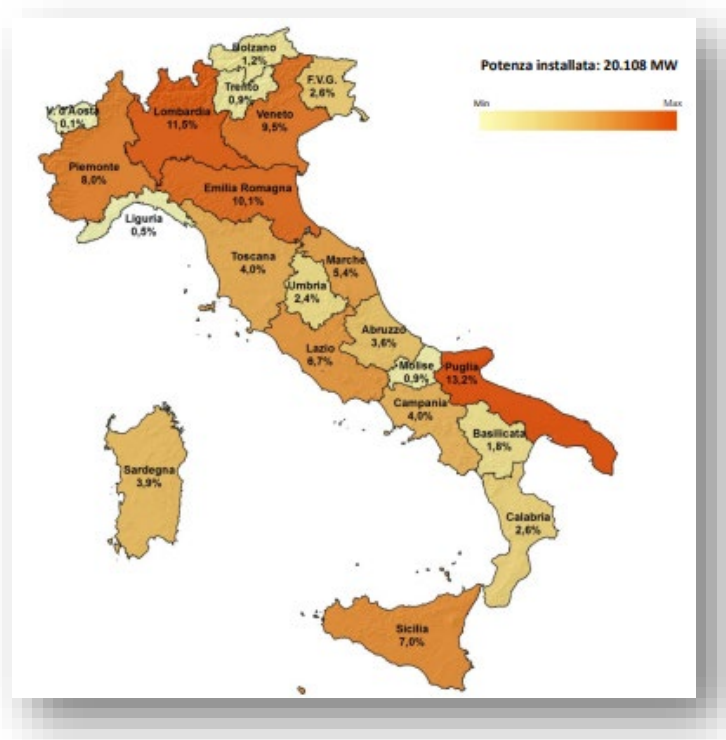 Potenza installata: 20.108 MW
Min
Max
Bolzano
1,2%
Trento
0,9%
F.V.G.
2,6%
V. d'Aosta
0,1%
Lombardia
11,5%
Veneto
9,5%
Piemonte
8,0%
Emilia Romagna
10,1%
Liguria
0,5%
Toscana
4,0%
Marche
5,4%
Umbria
2,4%
Abruzzo
3,6%
Lazio
6,7%
Molise
0,9%
Puglia
13,2%
Campania
4,0%
Basilicata
1,8%
Sardegna
3,9%
Calabria
2,6%
Sicilia
7,0%